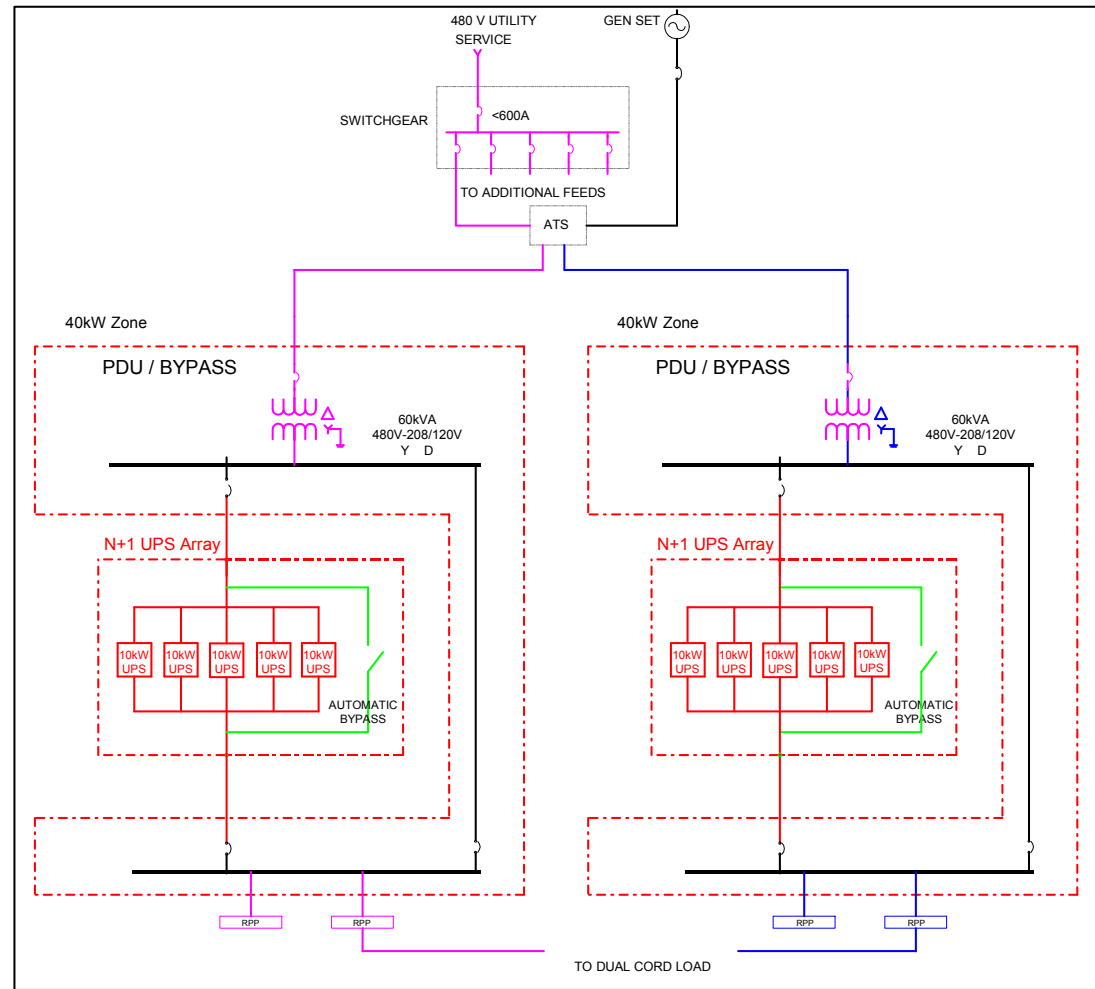 480 V UTILITY
SERVICE
GEN SET
SWITCHGEAR
<600A
TO ADDITIONAL FEEDS
ATS
40kW Zone
40kW Zone
PDU / BYPASS
PDU / BYPASS
60kVA
480V-208/120V
Y D
60kVA
480V-208/120V
Y D
N+1 UPS Array
N+1 UPS Array
10kW
UPS
10kW
UPS
10kW
UPS
10kW
UPS
10kW
UPS
10kW
UPS
10kW
UPS
10kW
UPS
10kW
UPS
10kW
UPS
AUTOMATIC
BYPASS
AUTOMATIC
BYPASS
RPP
RPP
RPP
RPP
TO DUAL CORD LOAD